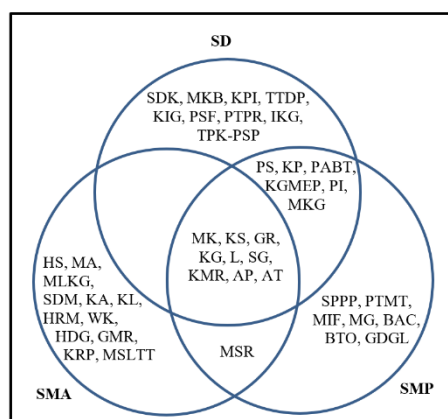 SD
SDK, MKB, KPI, TTDP,
KIG, PSF, PTPR, IKG,
TPK-PSP
PS, KP, PABT,
KGMEP, PI,
MKG
MK, KS, GR,
KG, L, SG,
KMR, AP, AT
HS, MA,
MLKG,
SDM, KA, KL,
HRM, WK,
HDG, GMR,
KRP, MSLTT
SPPP, PTMT,
MIF, MG, BAC,
BTO, GDGL
MSR
SMA
SMP